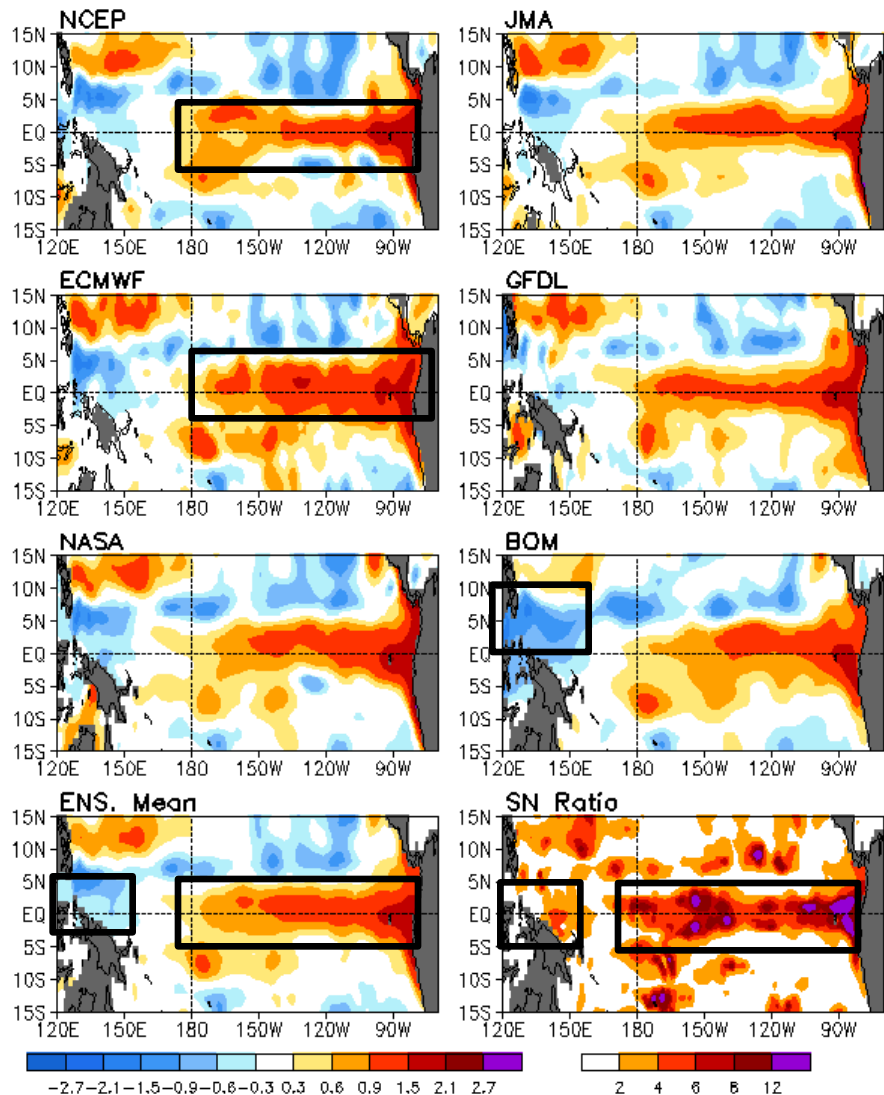 NCEP JMA
15N 15N
10N 10N
5N 5N
EQ EQ
5S 5S
10S 10S
15S 15S
120E 150E 180 150W 120W 90W 120E 150E 180 150W 120W 90W
ECMWF GFDL
15N 15N
10N 10N
5N 5N
EQ EQ
5S 5S
10S 10S
15S 15S
120E 150E 180 150W 120W 90W 120E 150E 180 150W 120W 90W
NASA BOM
15N 15N
10N 10N
5N 5N
EQ EQ
5S 5S
10S 10S
15S 15S
120E 150E 180 150W 120W 90W 120E 150E 180 150W 120W 90W
ENS. Mean SN Ratio
15N 15N
10N 10N
5N 5N
EQ EQ
5S 5S
10S 10S
15S 15S
120E 150E 180 150W 120W 90W 120E 150E 180 150W 120W 90W
-2.7 -2.1 -1.5 -0.9 -0.6 -0.3 0.3 0.6 0.9 1.5 2.1 2.7 2 4 6 8 12